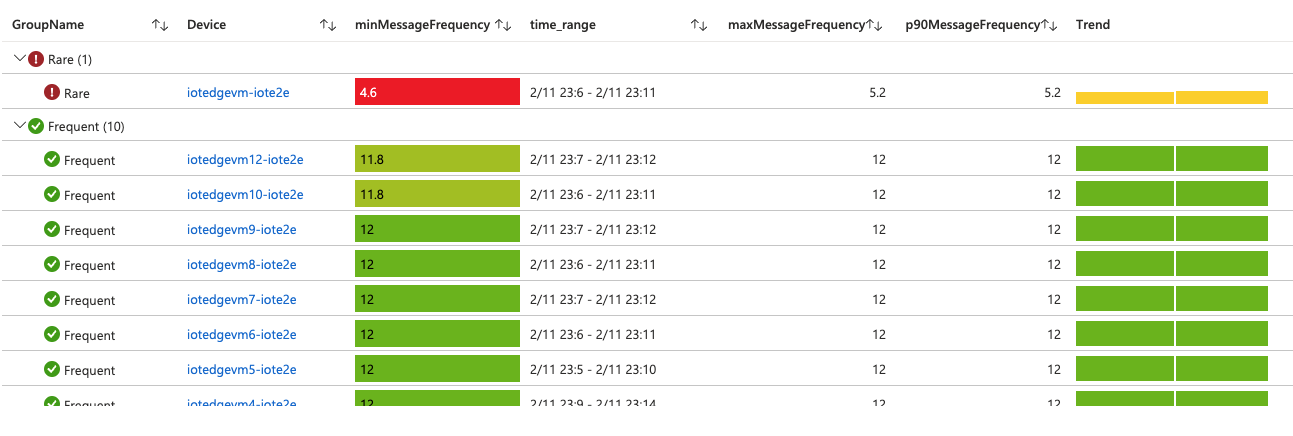 GroupName Device minMessageFrequency time_range maxMessageFrequency p90MessageFrequency Trend
Rare (1)
Rare iotedgevm-iote2e 4.6 2/11 23:6 - 2/11 23:11 5.2 5.2
Frequent (10)
Frequent iotedgevm12-iote2e 11.8 2/11 23:7 - 2/11 23:12 12 12
Frequent iotedgevm10-iote2e 11.8 2/11 23:6 - 2/11 23:11 12 12
Frequent iotedgevm9-iote2e 12 2/11 23:7 - 2/11 23:12 12 12
Frequent iotedgevm8-iote2e 12 2/11 23:6 - 2/11 23:11 12 12
Frequent iotedgevm7-iote2e 12 2/11 23:7 - 2/11 23:12 12 12
Frequent iotedgevm6-iote2e 12 2/11 23:6 - 2/11 23:11 12 12
Frequent iotedgevm5-iote2e 12 2/11 23:5 - 2/11 23:10 12 12
Frequent iotedgevm4-iote2e 12 2/11 23:9 - 2/11 23:14 12 12